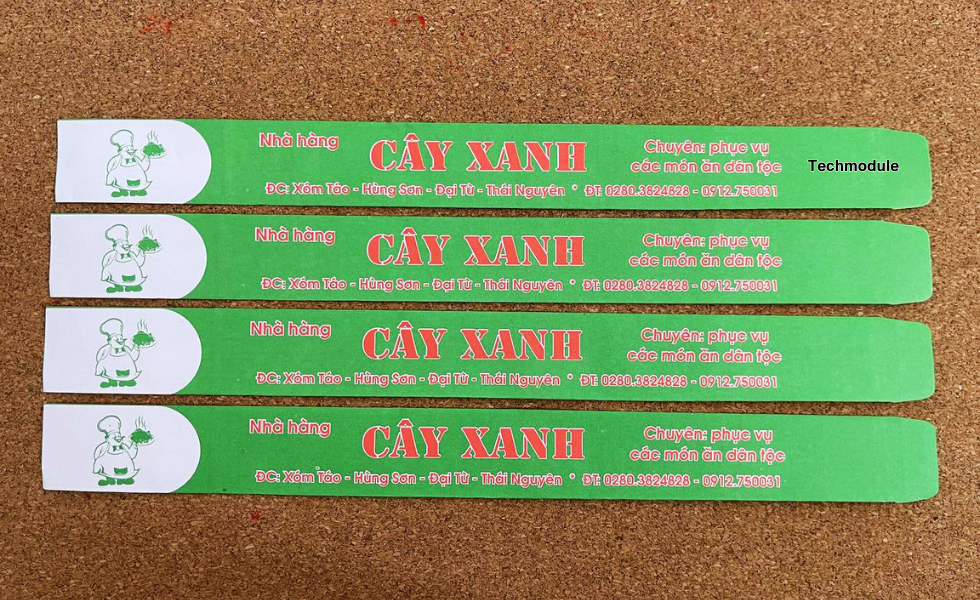 Nhà hàng
CÂY XANH
Chuyên: phục vụ
các món ăn dân tộc
Techmodule
ĐC: Xóm Táo - Hùng Sơn - Đại Từ - Thái Nguyên * ĐT: 0280.3824828 - 0912.750031
Nhà hàng
CÂY XANH
Chuyên: phục vụ
các món ăn dân tộc
ĐC: Xóm Táo - Hùng Sơn - Đại Từ - Thái Nguyên * ĐT: 0280.3824828 - 0912.750031
Nhà hàng
CÂY XANH
Chuyên: phục vụ
các món ăn dân tộc
ĐC: Xóm Táo - Hùng Sơn - Đại Từ - Thái Nguyên * ĐT: 0280.3824828 - 0912.750031
Nhà hàng
CÂY XANH
Chuyên: phục vụ
các món ăn dân tộc
ĐC: Xóm Táo - Hùng Sơn - Đại Từ - Thái Nguyên * ĐT: 0280.3824828 - 0912.750031